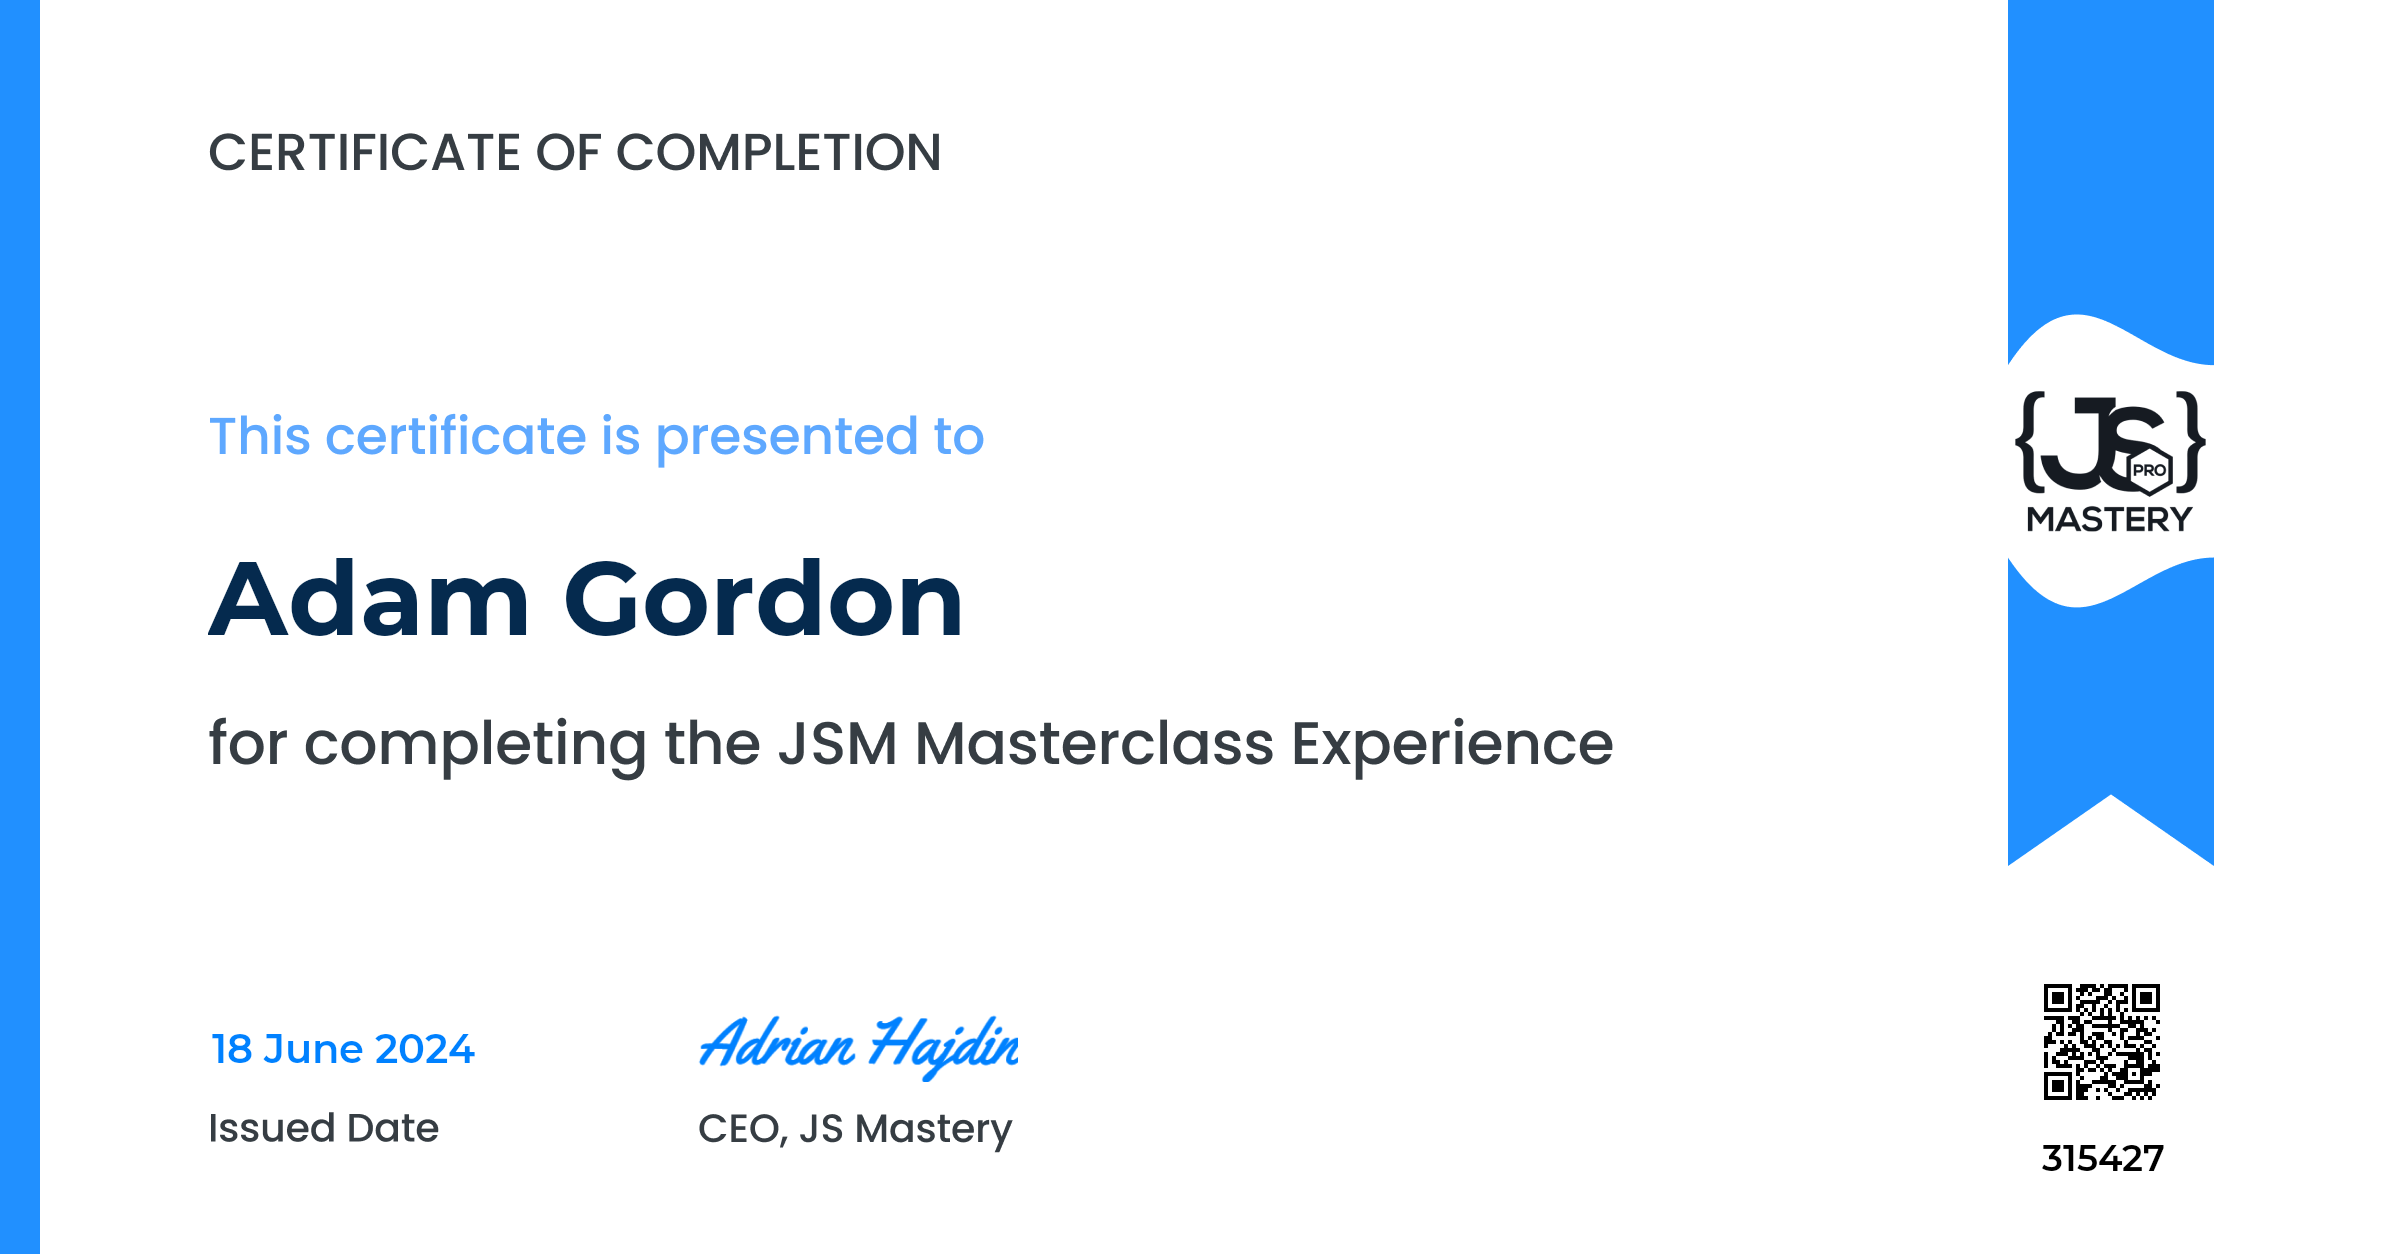 CERTIFICATE OF COMPLETION
This certificate is presented to
Adam Gordon
for completing the JSM Masterclass Experience
{JS}
PRO
MASTERY
18 June 2024
Issued Date
Adrian Hajdin
CEO, JS Mastery
315427